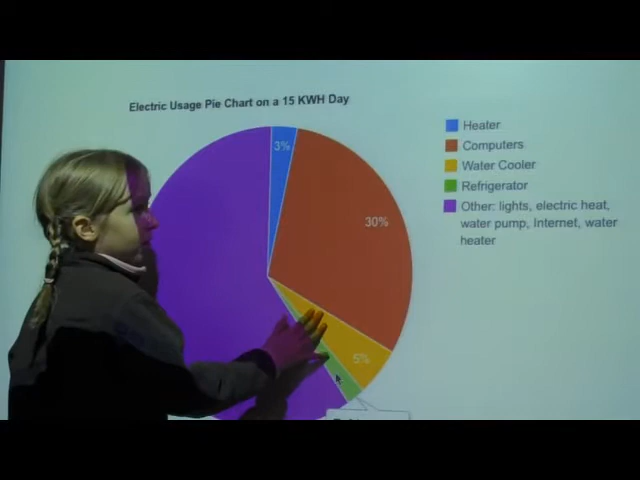 Electric Usage Pie Chart on a 15 KWH Day
3%
30%
5%
Heater
Computers
Water Cooler
Refrigerator
Other: lights, electric heat,
water pump, Internet, water
heater